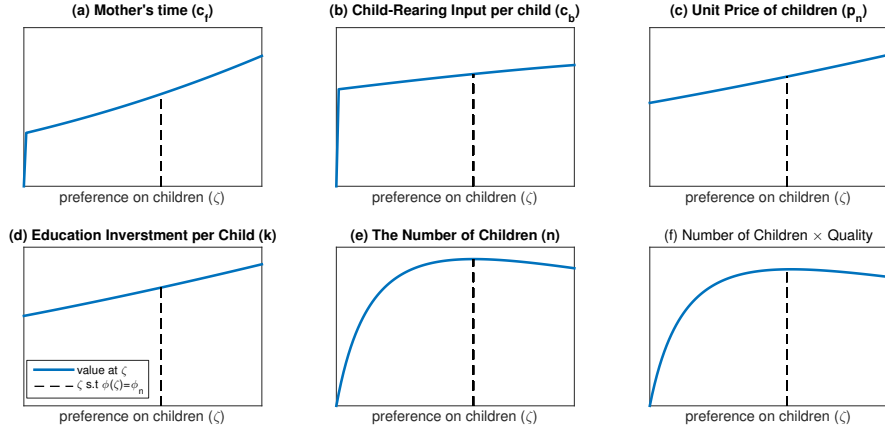 (a) Mother's time (c_f)
(b) Child-Rearing Input per child (c_b)
(c) Unit Price of children (p_n)
preference on children (ζ)
preference on children (ζ)
preference on children (ζ)
(d) Education Inverstment per Child (k)
(e) The Number of Children (n)
(f) Number of Children × Quality
value at ζ
ζ s.t ϕ(ζ)=ϕ_n
preference on children (ζ)
preference on children (ζ)
preference on children (ζ)